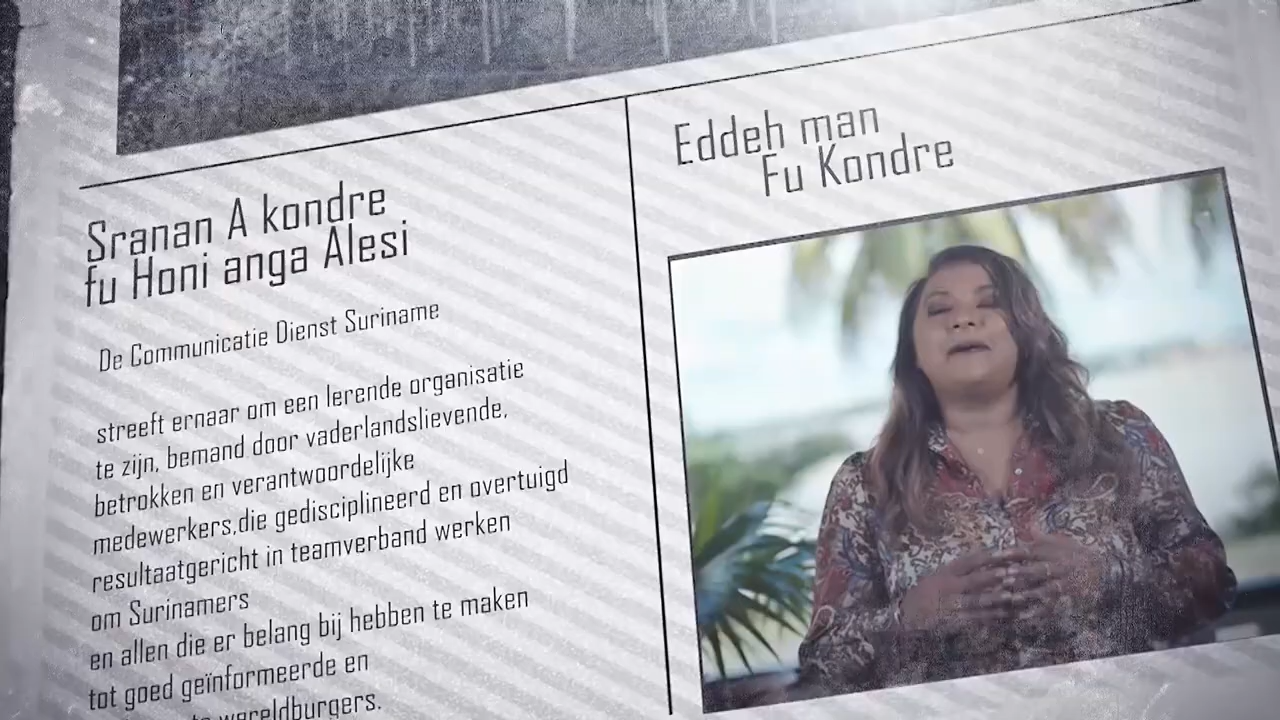 Sranan A kondre
fu Honi anga Alesi
De Communicatie Dienst Suriname
streeft ernaar om een lerende organisatie
te zijn, bemand door vaderlandslievende,
betrokken en verantwoordelijke
medewerkers,die gedisciplineerd en overtuigd
resultaatgericht in teamverband werken
om Surinamers
en allen die er belang bij hebben te maken
tot goed geïnformeerde en
wereldburgers.
Eddeh man
Fu Kondre